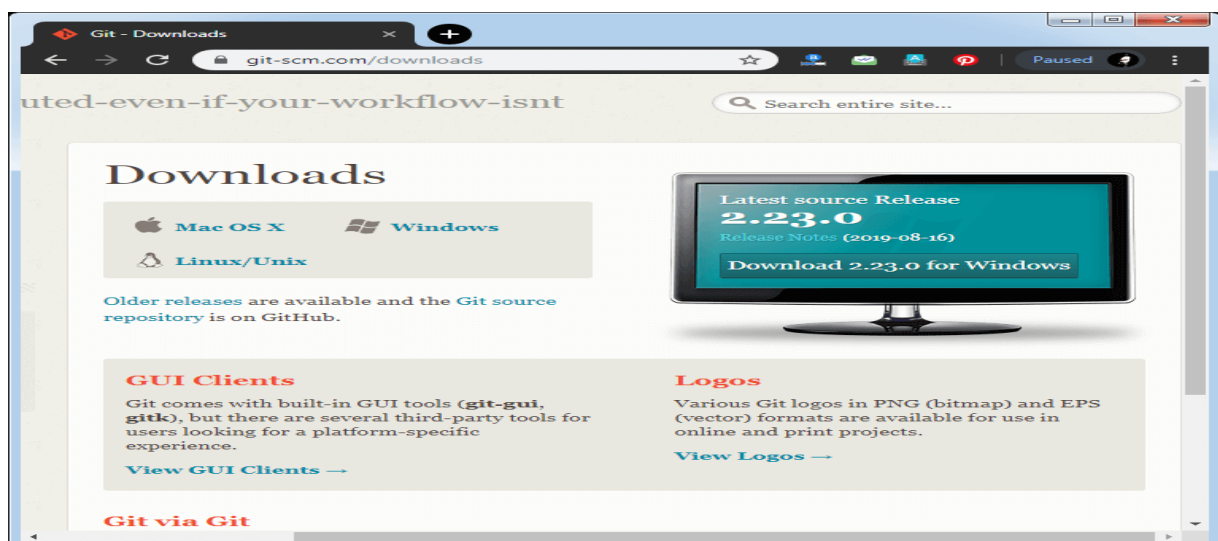 Git - Downloads
git-scm.com/downloads
Paused
uted-even-if-your-workflow-isnt
Search entire site...
Downloads
Mac OS X
Windows
Linux/Unix
Older releases are available and the Git source
repository is on GitHub.
Latest source Release
2.23.0
Release Notes (2019-08-16)
Download 2.23.0 for Windows
GUI Clients
Git comes with built-in GUI tools (git-gui,
gitk), but there are several third-party tools for
users looking for a platform-specific
experience.
View GUI Clients →
Logos
Various Git logos in PNG (bitmap) and EPS
(vector) formats are available for use in
online and print projects.
View Logos →
Git via Git